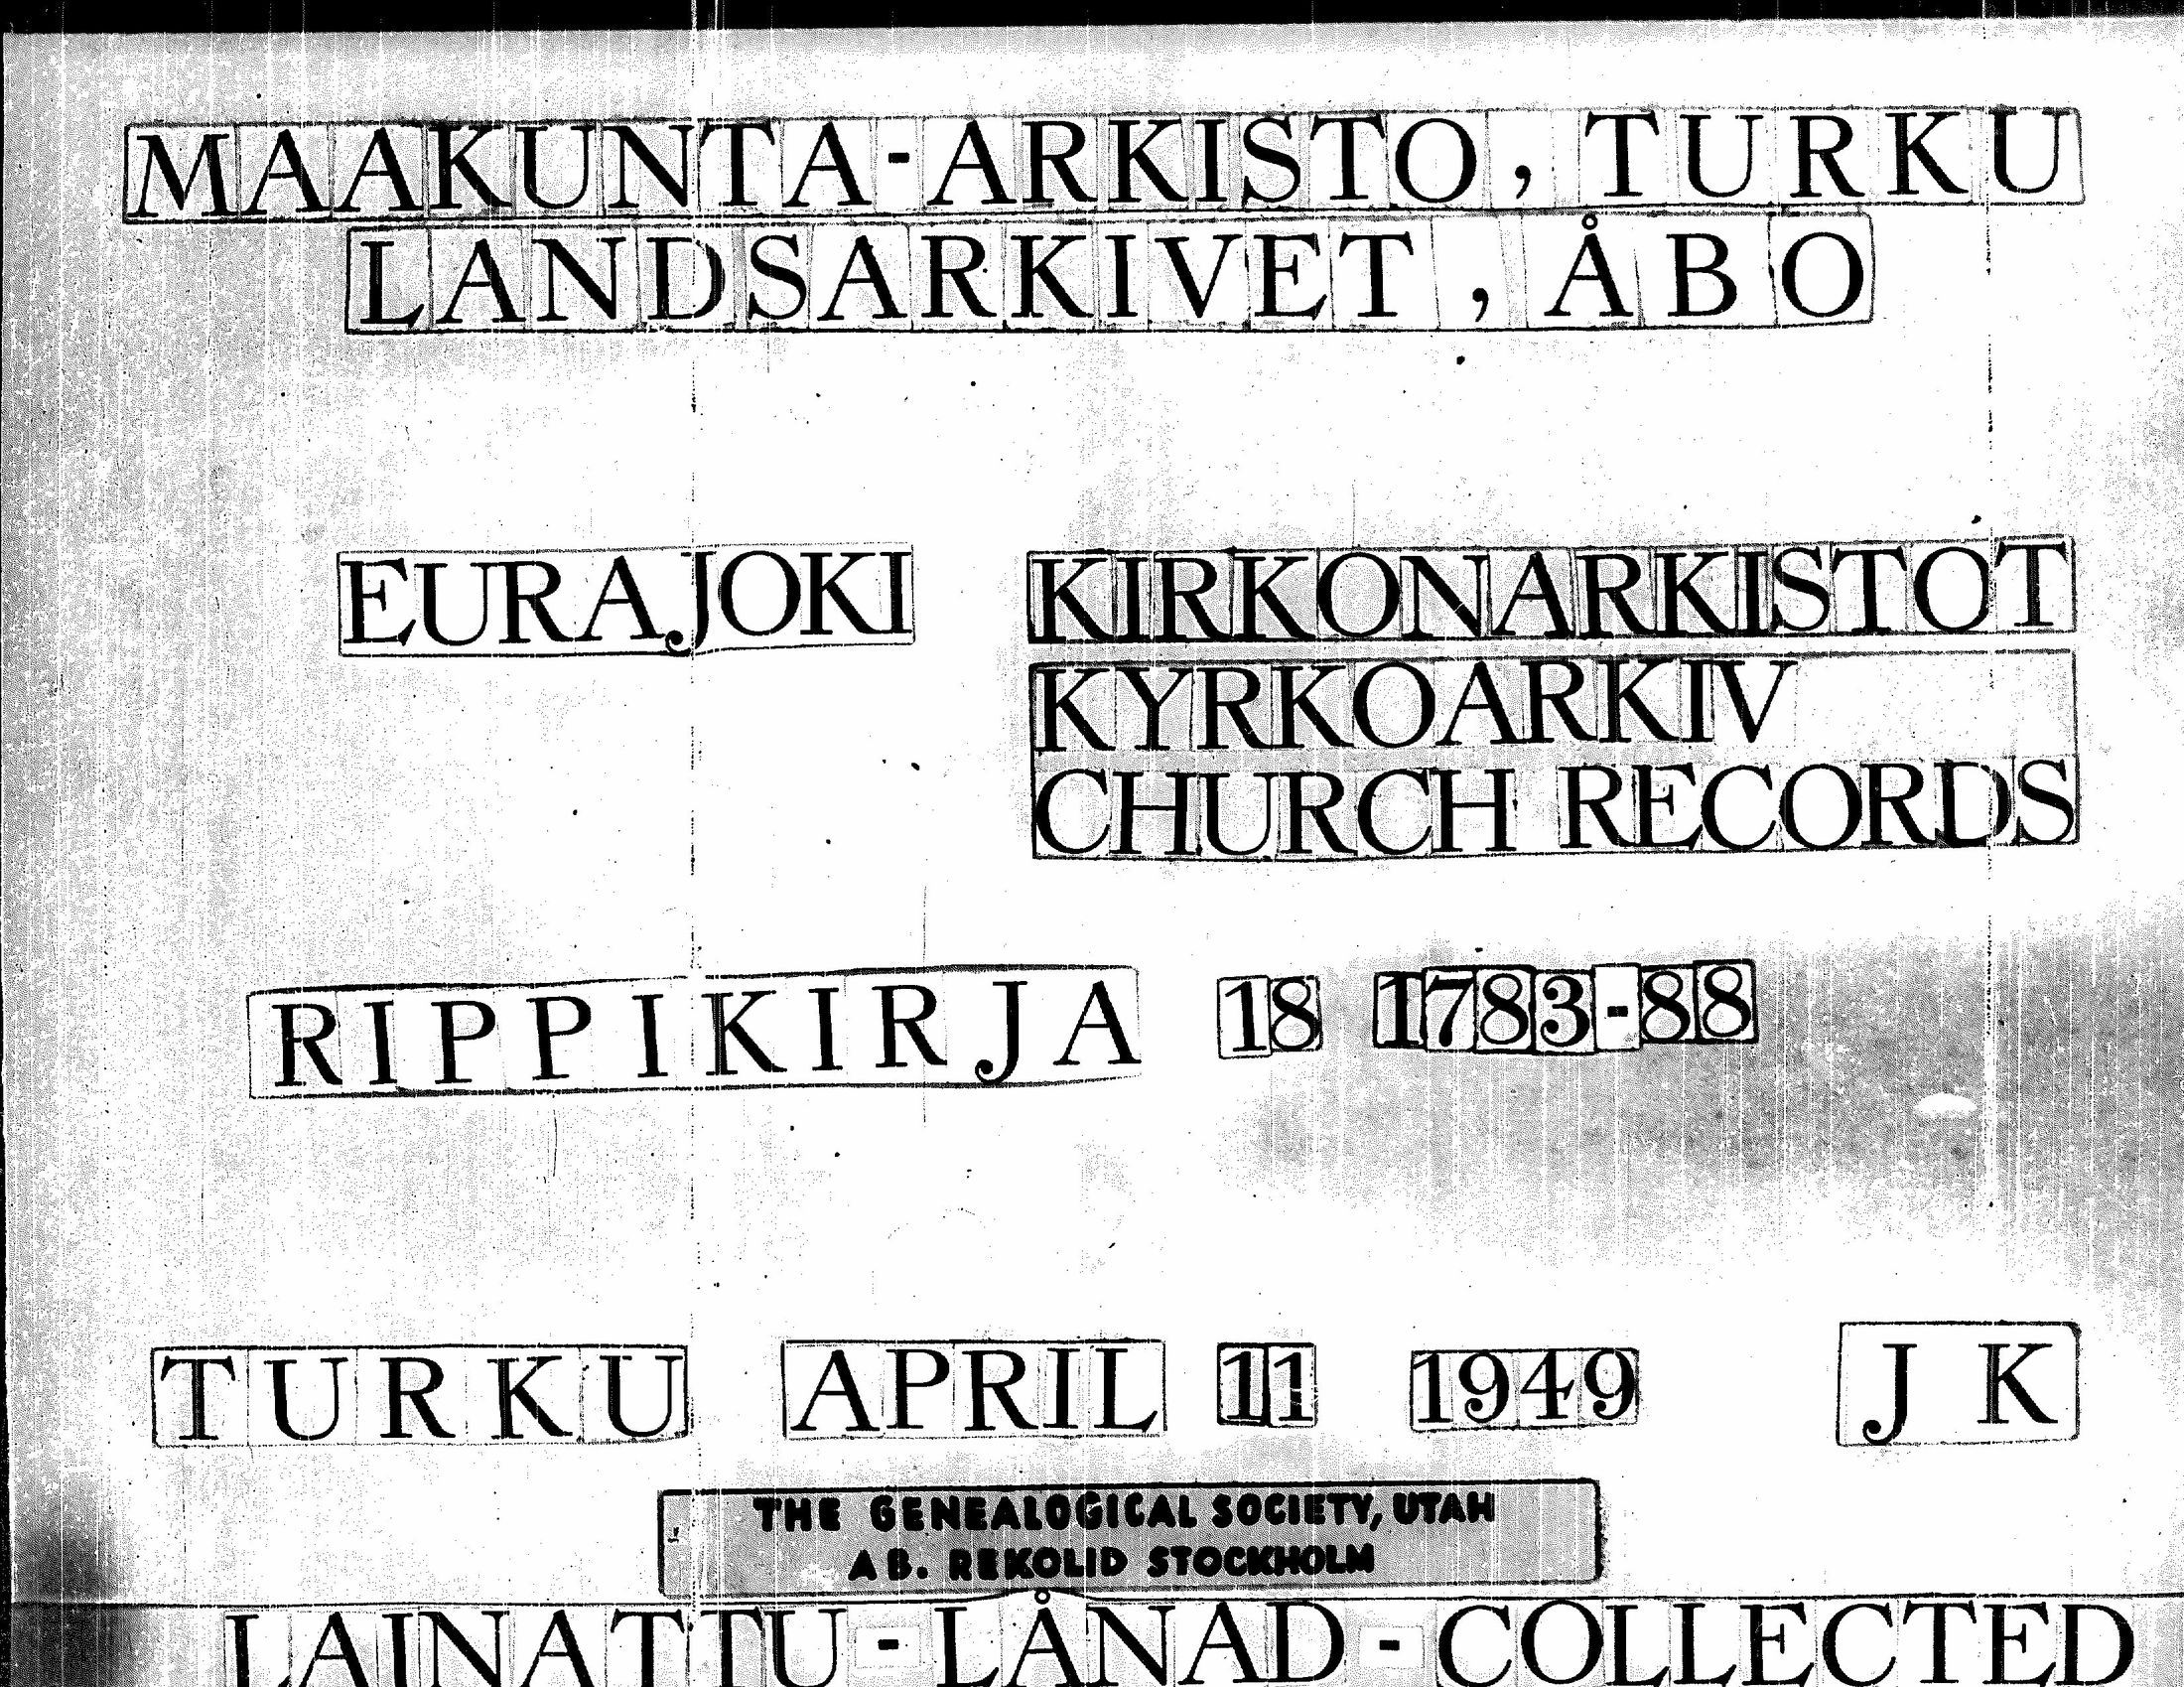 MAAKUNTA-ARKISTO, TURKU
LANDSARKIVET, ÅBO
EURAJOKI KIRKONARKISTOT
KYRKOARKIV
CHURCH RECORDS
RIPPIKIRJA 18 1783-88
TURKU APRIL 11 1949 J K
THE GENEALOGICAL SOCIETY, UTAH
AB. REKOLID STOCKHOLM
LAINATTU-LÅNAD-COLLECTED